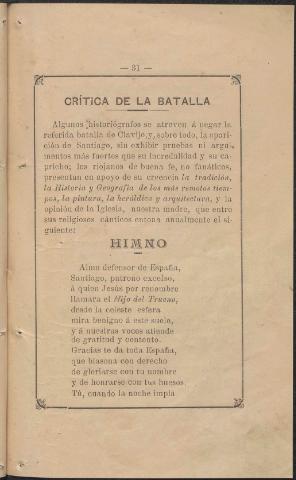 — 31 —
CRÍTICA DE LA BATALLA
Algunos historiógrafos se atreven á negar la
referida batalla de Clavijo, y, sobre todo, la apari-
ción de Santiago, sin exhibir pruebas ni argu-
mentos más fuertes que su incredulidad y su ca-
pricho; los riojanos de buena fe, no fanáticos,
presentan en apoyo de su creencia la tradición,
la Historia y Geografía de los más remotos tiem-
pos, la pintura, la heráldica y arquitectura, y la
opinión de la Iglesia, nuestra madre, que entre
sus religiosos cánticos entona anualmente el si-
guiente:
HIMNO
Almo defensor de España,
Santiago, patrono excelso,
á quien Jesús por renombre
llamara el Hijo del Trueno,
desde la celeste esfera
mira benigno á este suelo,
y á nuestras voces atiende
de gratitud y contento.
Gracias te da toda España,
que blasona con derecho
de gloriarse con tu nombre
y de honrarse con tus huesos.
Tú, cuando la noche impía